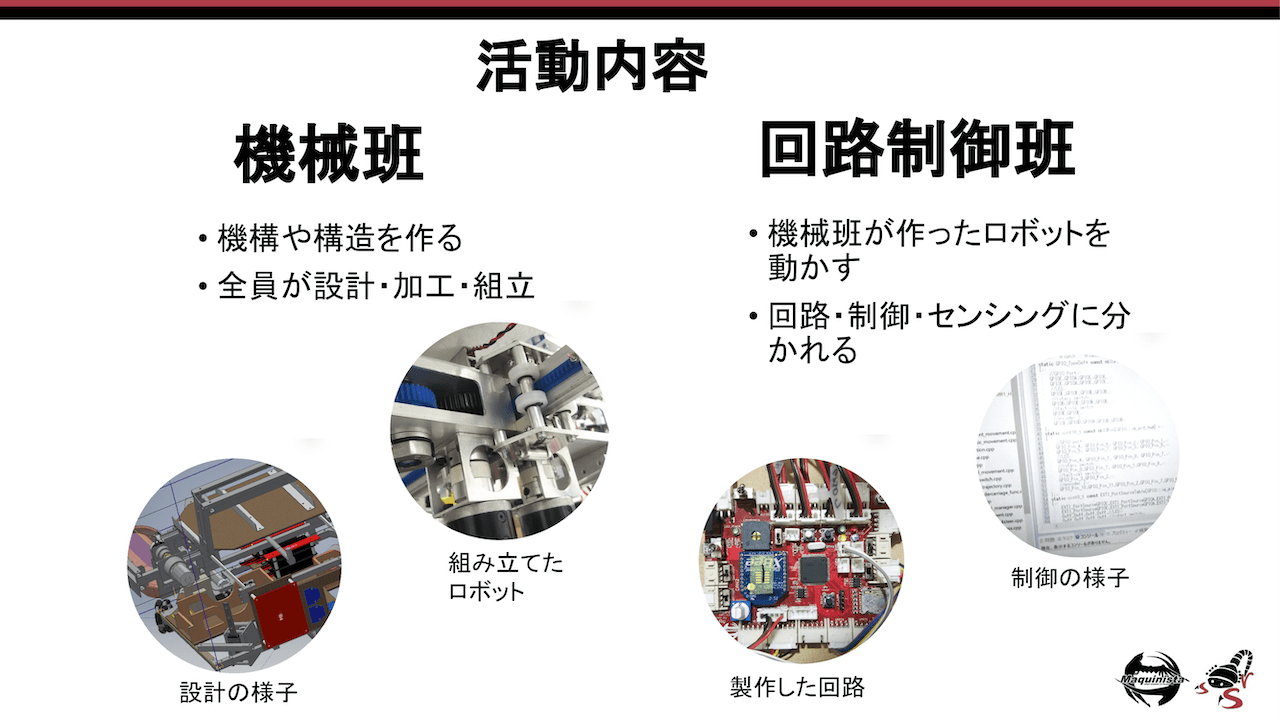 活動内容
機械班
• 機構や構造を作る
• 全員が設計・加工・組立
設計の様子
組み立てた
ロボット
回路制御班
• 機械班が作ったロボットを
動かす
• 回路・制御・センシングに分
かれる
製作した回路
制御の様子
Maquinista
SSr